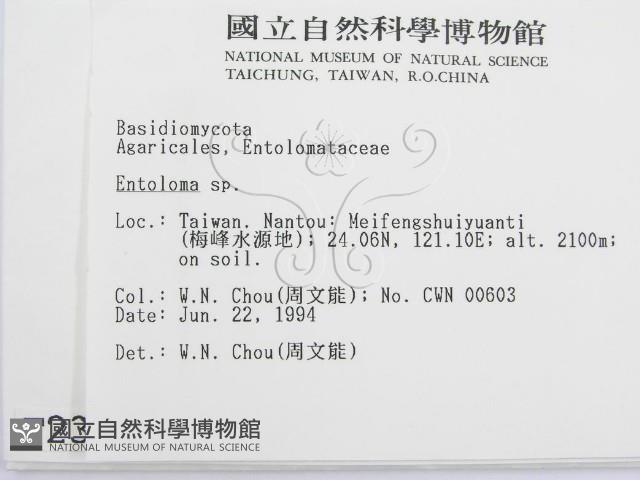 國立自然科學博物館
NATIONAL MUSEUM OF NATURAL SCIENCE
TAICHUNG, TAIWAN, R.O.CHINA
Basidiomycota
Agaricales, Entolomataceae
Entoloma sp.
Loc.: Taiwan. Nantou: Meifengshuiyuanti
(梅峰水源地); 24.06N, 121.10E; alt. 2100m;
on soil.
Col.: W.N. Chou(周文能); No. CWN 00603
Date: Jun. 22, 1994
Det.: W.N. Chou(周文能)
國立自然科學博物館
NATIONAL MUSEUM OF NATURAL SCIENCE